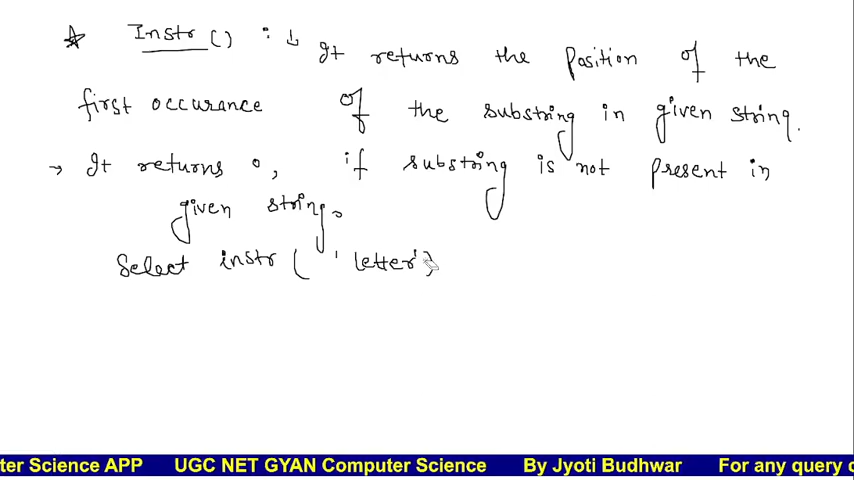 ☆ Instr() :↓ It returns the position of the
first occurance of the substring in given string.
→ It returns 0, if substring is not present in
given string.
Select instr( 'letter'
ter Science APP UGC NET GYAN Computer Science By Jyoti Budhwar For any query